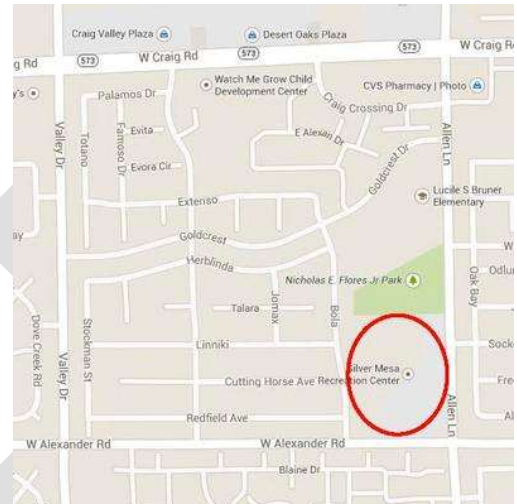 Craig Valley Plaza
Desert Oaks Plaza
573
573
573
g Rd
W Craig Rd
W Craig R
Watch Me Grow Child
Development Center
CVS Pharmacy | Photo
y's
Palamos Dr
Craig Crossing Dr
Valley Dr
Totano
Famoso Dr
Evita
E Alexan Dr
Allen Ln
Evora Cir
Goldcrest Dr
Lucile S Bruner
Elementary
Extenso
ay
Goldcrest
W
Herblinda
Oak Bay
Odlun
Nicholas E. Flores Jr Park
Jomax
Bola
Talara
Dove Creek Rd
Valley Dr
Stockman St
Linniki
Socke
Silver Mesa
Recreation Center
Cutting Horse Ave
Fre
Allen Ln
Redfield Ave
Al
W Alexander Rd
W Alexander Rd
Blaine Dr